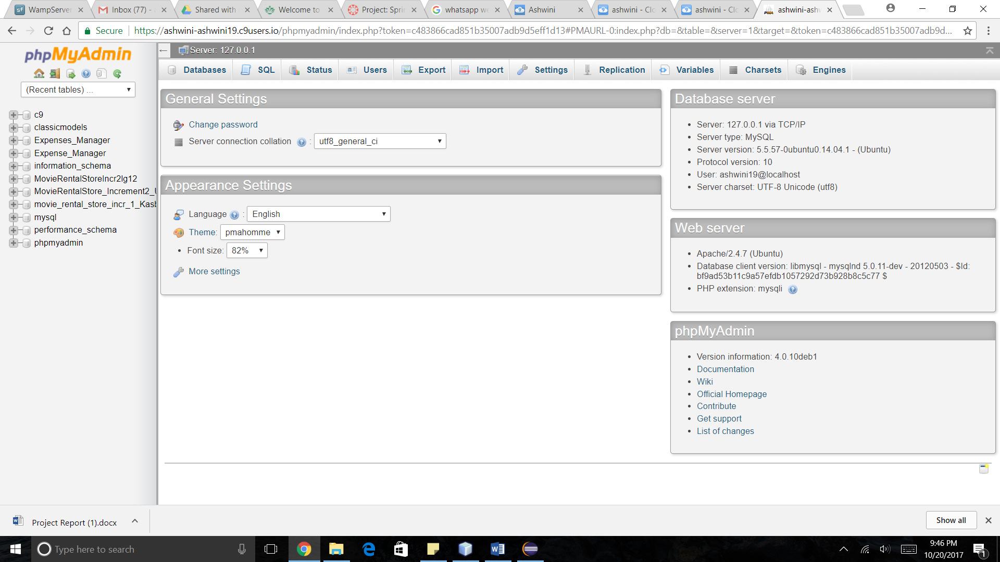 WampServer
Inbox (77) -
Shared with
Welcome to
Project: Sprin
whatsapp we
Ashwini
ashwini - Clo
ashwini - Clo
ashwini-ashw
Secure
https://ashwini-ashwini19.c9users.io/phpmyadmin/index.php?token=c483866cad851b35007adb9d5eff1d13#PMAURL-0:index.php?db=&table=&server=1&target=&token=c483866cad851b35007adb9d...
phpMyAdmin
(Recent tables) ...
c9
classicmodels
Expenses_Manager
Expense_Manager
information_schema
MovieRentalStoreIncr2lg12
MovieRentalStore_Increment2_
movie_rental_store_incr_1_Kasb
mysql
performance_schema
phpmyadmin
Server: 127.0.0.1
Databases
SQL
Status
Users
Export
Import
Settings
Replication
Variables
Charsets
Engines
General Settings
Change password
Server connection collation : utf8_general_ci
Appearance Settings
Language : English
Theme: pmahomme
• Font size: 82%
More settings
Database server
• Server: 127.0.0.1 via TCP/IP
• Server type: MySQL
• Server version: 5.5.57-0ubuntu0.14.04.1 - (Ubuntu)
• Protocol version: 10
• User: ashwini19@localhost
• Server charset: UTF-8 Unicode (utf8)
Web server
• Apache/2.4.7 (Ubuntu)
• Database client version: libmysql - mysqlnd 5.0.11-dev - 20120503 - $Id:
bf9ad53b11c9a57efdb1057292d73b928b8c5c77 $
• PHP extension: mysqli
phpMyAdmin
• Version information: 4.0.10deb1
• Documentation
• Wiki
• Official Homepage
• Contribute
• Get support
• List of changes
Project Report (1).docx
Show all
Type here to search
9:46 PM
10/20/2017
1